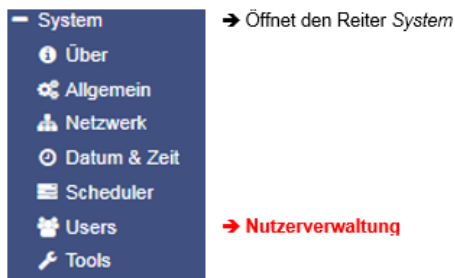 System ➔ Öffnet den Reiter System
Über
Allgemein
Netzwerk
Datum & Zeit
Scheduler
Users ➔ Nutzerverwaltung
Tools